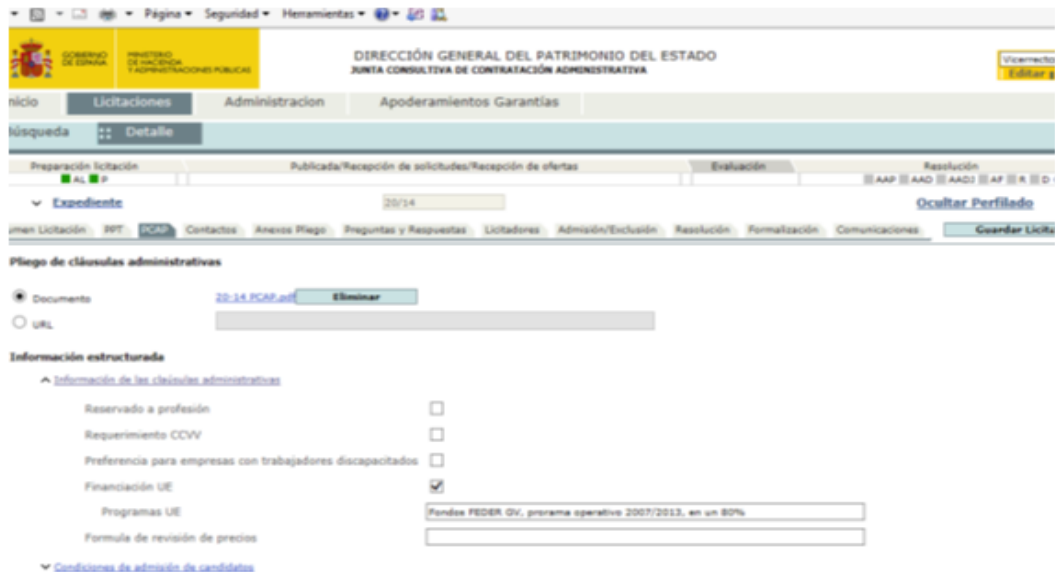 Página Seguridad Herramientas
GOBIERNO DE ESPAÑA
MINISTERIO DE HACIENDA Y ADMINISTRACIONES PÚBLICAS
DIRECCIÓN GENERAL DEL PATRIMONIO DEL ESTADO
JUNTA CONSULTIVA DE CONTRATACIÓN ADMINISTRATIVA
Vicerrecto
Editar
nicio Licitaciones Administracion Apoderamientos Garantías
Búsqueda Detalle
Preparación licitación Publicada/Recepción de solicitudes/Recepción de ofertas Evaluación Resolución
AL P AAP AAD AADJ AF R D
Expediente 20/14 Ocultar Perfilado
umen Licitación PPT PCAP Contactos Anexos Pliego Preguntas y Respuestas Licitadores Admisión/Exclusión Resolución Formalización Comunicaciones Guardar Licita
Pliego de cláusulas administrativas
Documento 20-14 PCAP.pdf Eliminar
URL
Información estructurada
Información de las claúsulas administrativas
Reservado a profesión
Requerimiento CCVV
Preferencia para empresas con trabajadores discapacitados
Financiación UE
Programas UE Fondos FEDER GV, prorama operativo 2007/2013, en un 80%
Formula de revisión de precios
Condiciones de admisión de candidatos